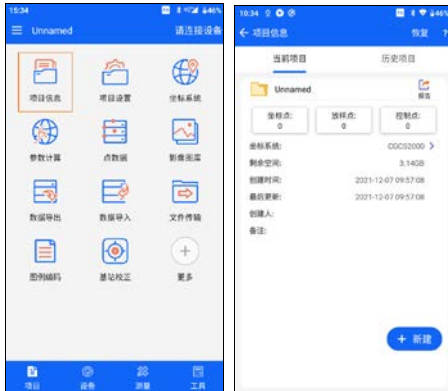 15:34
46%
Unnamed
请连接设备
项目信息
项目设置
坐标系统
参数计算
点数据
影像图库
数据导出
数据导入
文件传输
图例编码
基站校正
更多
项目
设备
测量
工具
10:34
46%
项目信息
恢复 ?
当前项目
历史项目
Unnamed
报告
坐标点:
0
放样点:
0
控制点:
0
坐标系统: CGCS2000
剩余空间: 3.14GB
创建时间: 2021-12-07 09:57:08
最后更新: 2021-12-07 09:57:08
创建人:
备注:
+ 新建